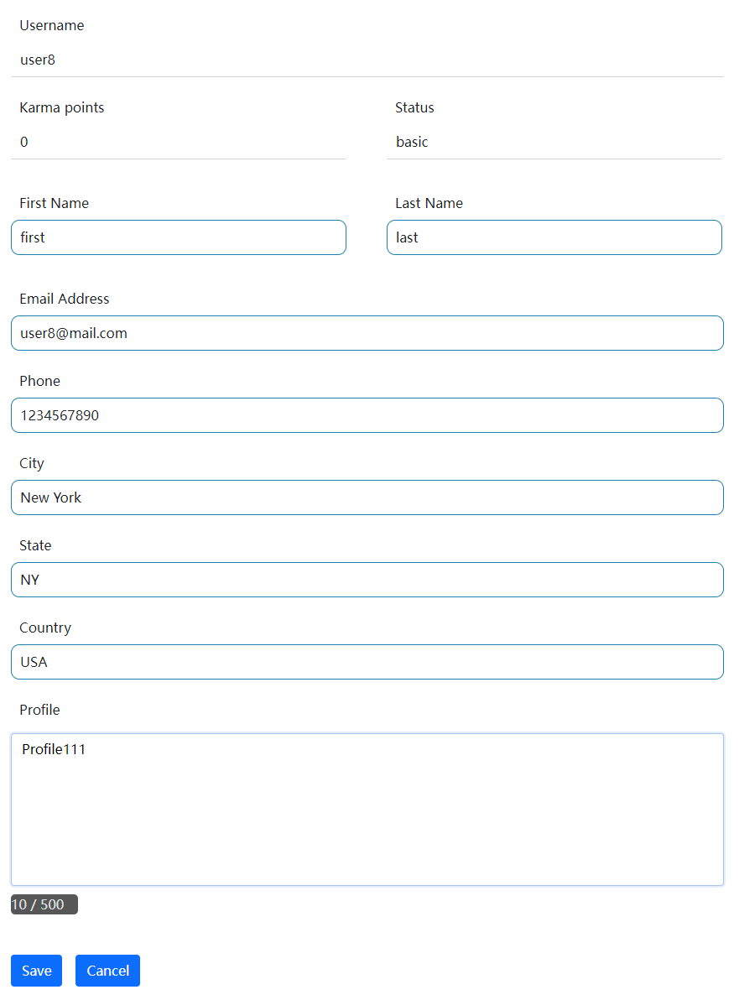 Username
user8
Karma points
Status
0
basic
First Name
Last Name
first
last
Email Address
user8@mail.com
Phone
1234567890
City
New York
State
NY
Country
USA
Profile
Profile111
10 / 500
Save
Cancel